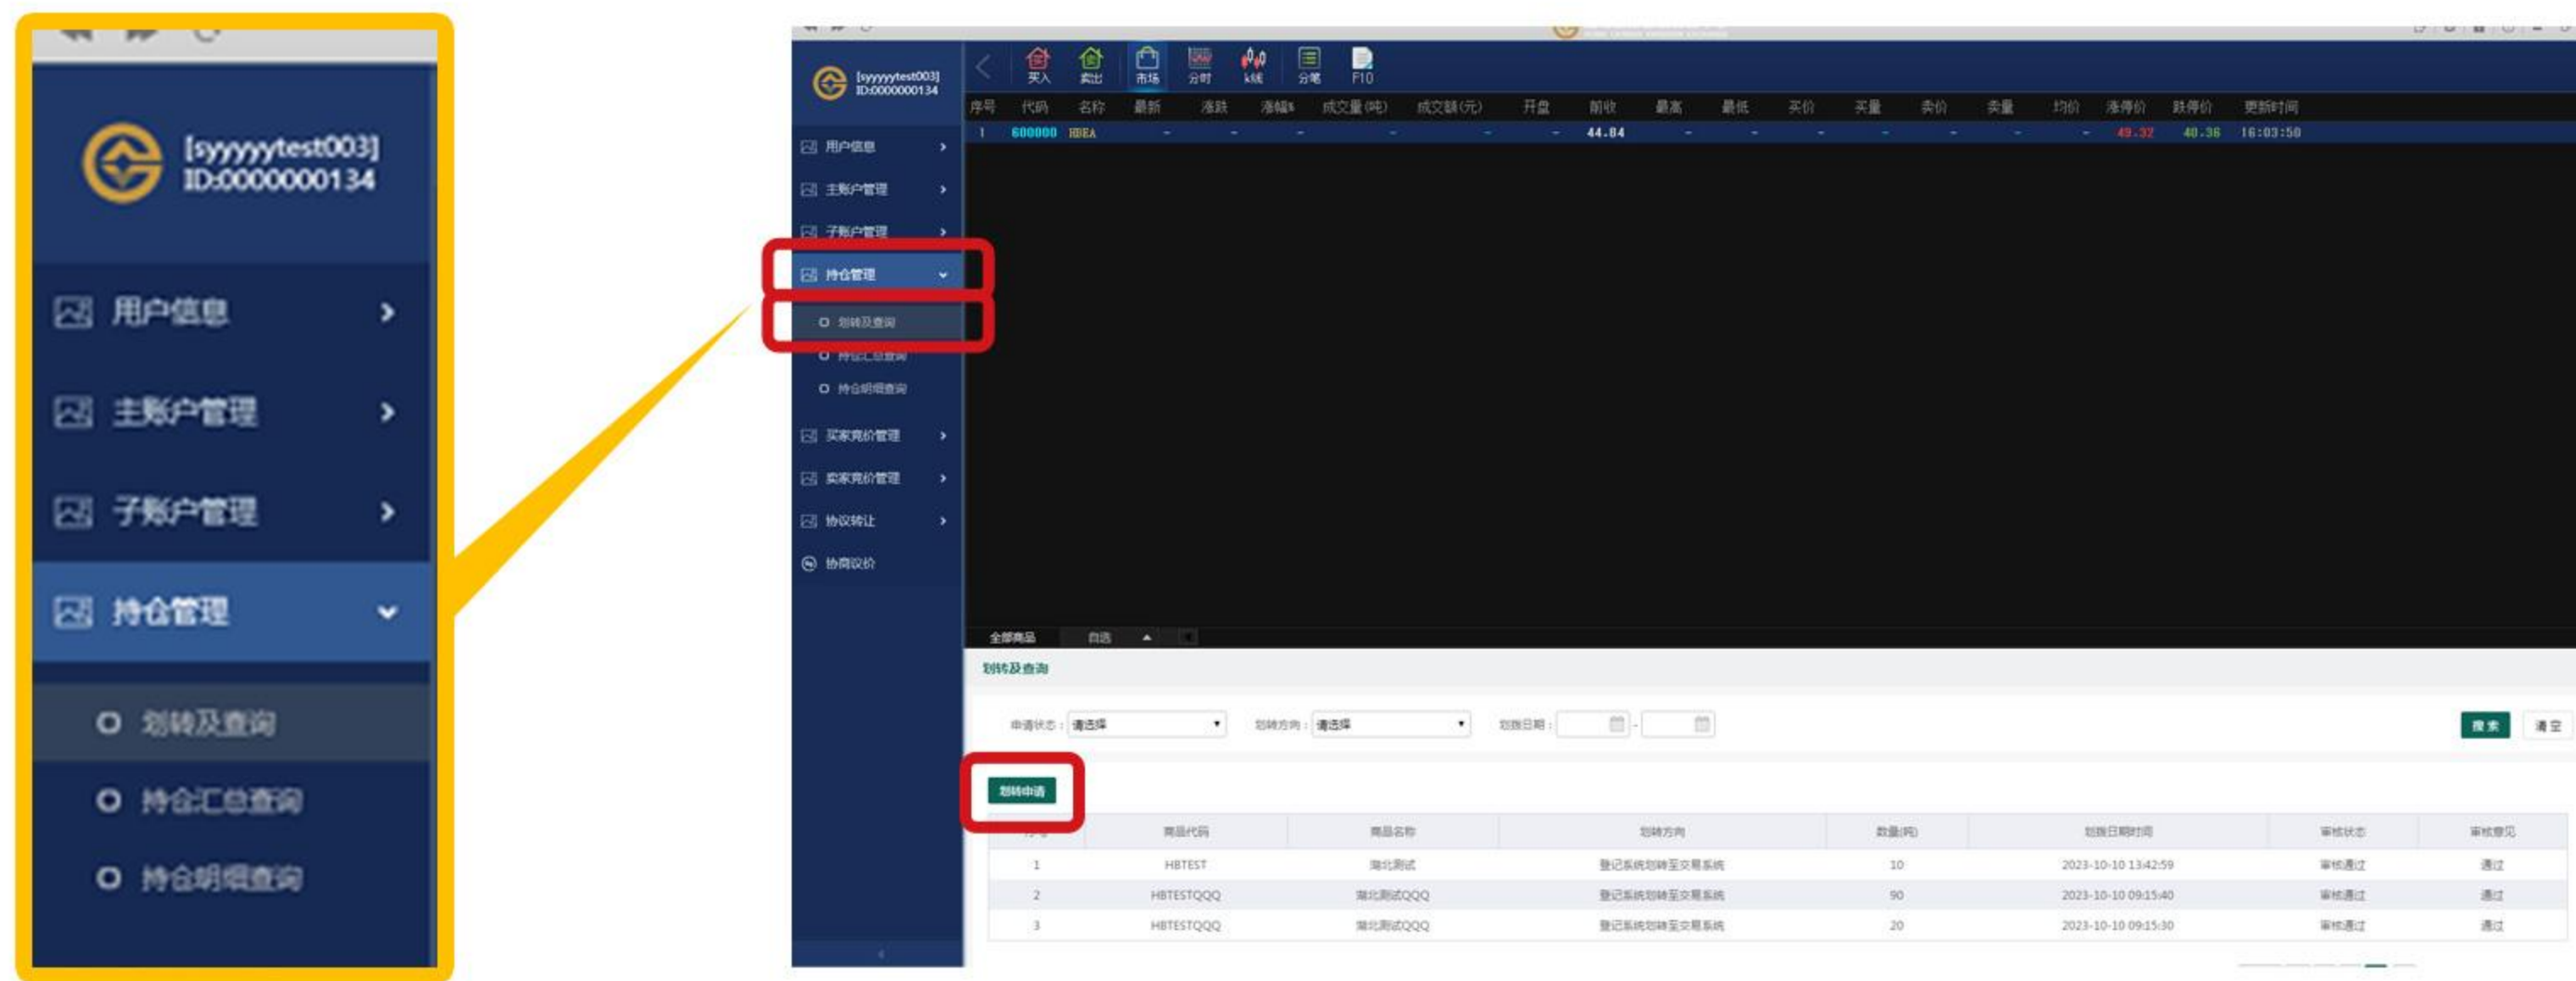 [syyyyytest003]
ID:0000000134
用户信息
主账户管理
子账户管理
持仓管理
划转及查询
持仓汇总查询
持仓明细查询
[syyyyytest003]
ID:0000000134
用户信息
主账户管理
子账户管理
持仓管理
划转及查询
持仓汇总查询
持仓明细查询
买家竞价管理
卖家竞价管理
协议转让
协商议价
买入 卖出 市场 分时 k线 分笔 F10
序号 代码 名称 最新 涨跌 涨幅% 成交量(吨) 成交额(元) 开盘 前收 最高 最低 买价 买量 卖价 卖量 均价 涨停价 跌停价 更新时间
1 600000 HBEA - - - - - - 44.84 - - - - - - - 49.32 40.36 16:03:50
全部商品 自选
划转及查询
申请状态: 请选择 划转方向: 请选择 划拨日期: - 搜索 清空
划转申请
商品代码 商品名称 划转方向 数量(吨) 划拨日期时间 审核状态 审核意见
1 HBTEST 湖北测试 登记系统划转至交易系统 10 2023-10-10 13:42:59 审核通过 通过
2 HBTESTQQQ 湖北测试QQQ 登记系统划转至交易系统 90 2023-10-10 09:15:40 审核通过 通过
3 HBTESTQQQ 湖北测试QQQ 登记系统划转至交易系统 20 2023-10-10 09:15:30 审核通过 通过